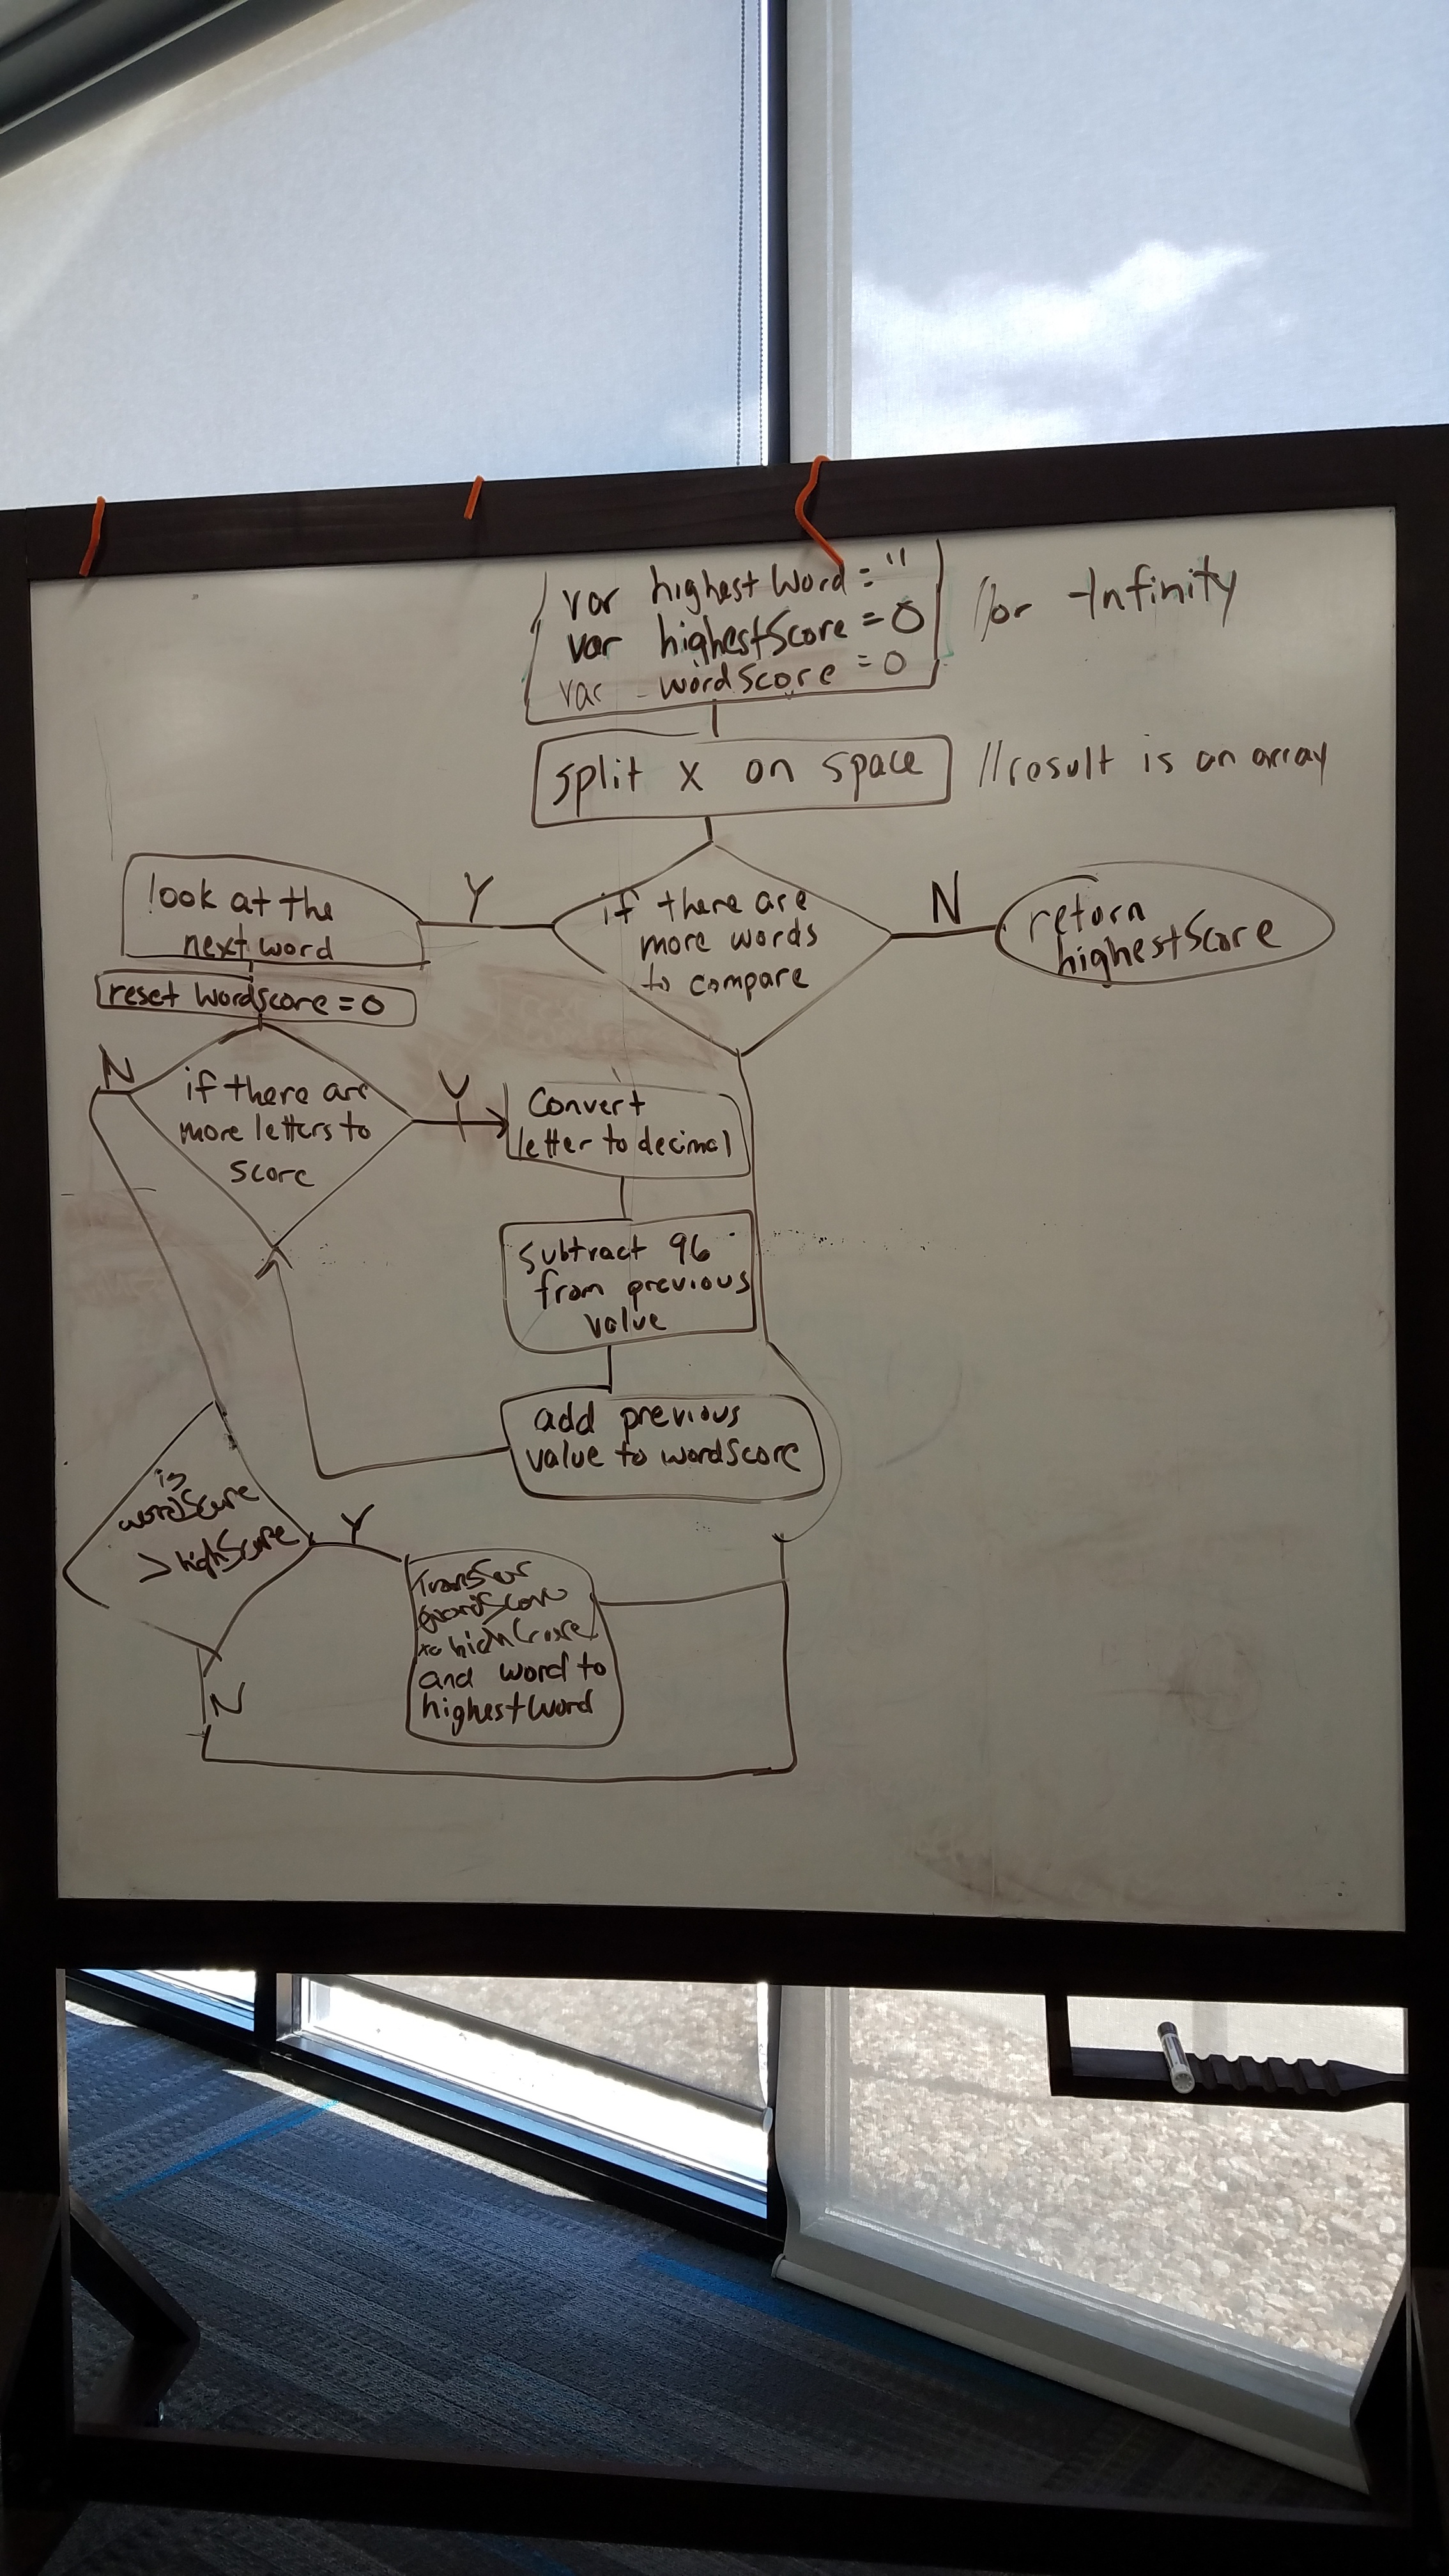 var highestWord = ''
var highestScore = 0
var wordScore = 0
//or -Infinity
split x on space
//result is an array
if there are
more words
to compare
Y
N
look at the
next word
return
highestScore
reset wordscore = 0
if there are
more letters to
score
N
Y
Convert
letter to decimal
Subtract 96
from previous
value
add previous
value to wordScore
is
wordScore
> highScore
Y
N
Transfer
wordScore
to highScore
and word to
highestWord